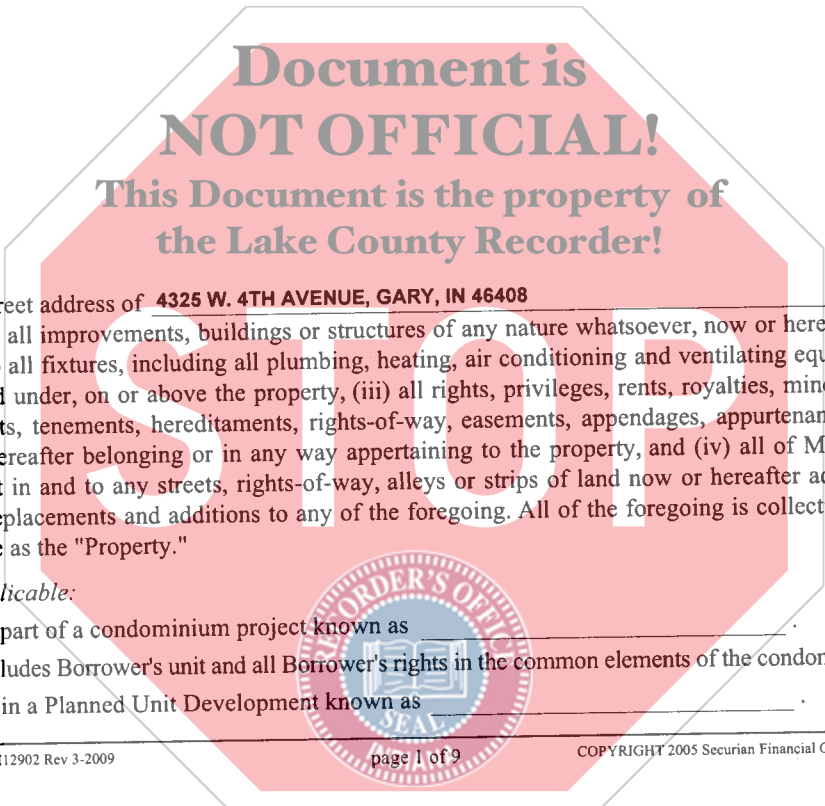 Document is
NOT OFFICIAL!
This Document is the property of
the Lake County Recorder!
reet address of 4325 W. 4TH AVENUE, GARY, IN 46408
all improvements, buildings or structures of any nature whatsoever, now or here
all fixtures, including all plumbing, heating, air conditioning and ventilating equ
under, on or above the property, (iii) all rights, privileges, rents, royalties, min
ts, tenements, hereditaments, rights-of-way, easements, appendages, appurtenan
ereafter belonging or in any way appertaining to the property, and (iv) all of M
t in and to any streets, rights-of-way, alleys or strips of land now or hereafter a
eplacements and additions to any of the foregoing. All of the foregoing is collect
e as the "Property."
STOP
licable:
part of a condominium project known as ____ .
ludes Borrower's unit and all Borrower's rights in the common elements of the condon
in a Planned Unit Development known as ____ .
RECORDER'S OFFIC
SEAL
INDIANA
12902 Rev 3-2009 page 1 of 9 COPYRIGHT 2005 Securian Financial G